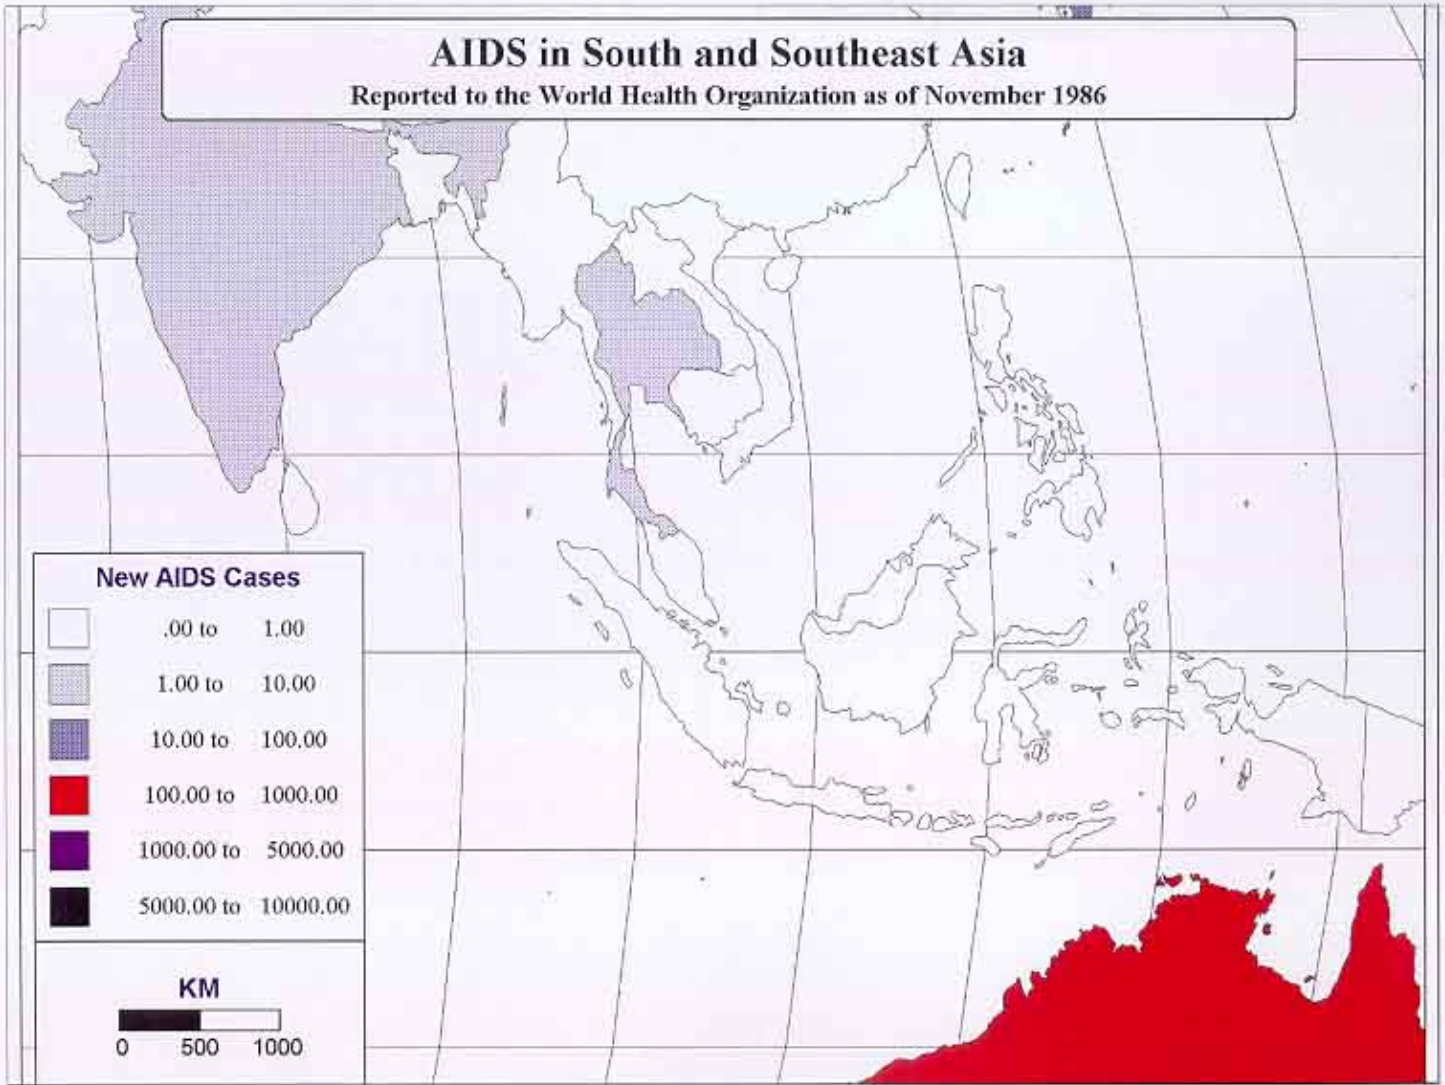 AIDS in South and Southeast Asia
Reported to the World Health Organization as of November 1986
New AIDS Cases
.00 to 1.00
1.00 to 10.00
10.00 to 100.00
100.00 to 1000.00
1000.00 to 5000.00
5000.00 to 10000.00
KM
0 500 1000